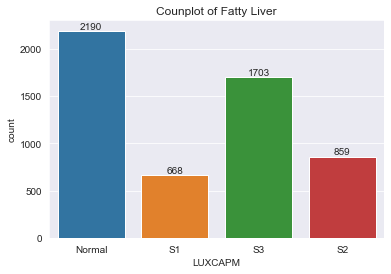 Counplot of Fatty Liver
2190
668
1703
859
2000
1500
1000
500
0
count
Normal S1 S3 S2
LUXCAPM